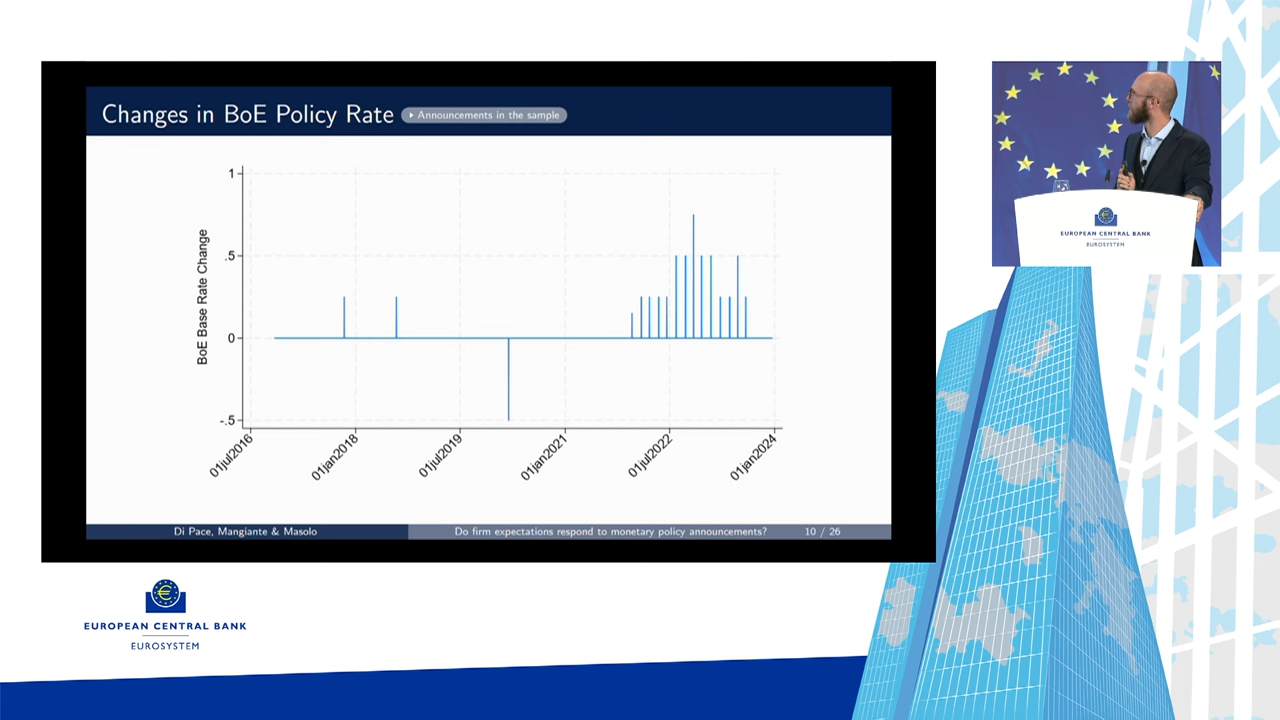 Changes in BoE Policy Rate
Announcements in the sample
BoE Base Rate Change
1
.5
0
-.5
01jul2016
01jan2018
01jul2019
01jan2021
01jul2022
01jan2024
Di Pace, Mangiante & Masolo
Do firm expectations respond to monetary policy announcements?
10 / 26
EUROPEAN CENTRAL BANK
EUROSYSTEM
EUROPEAN CENTRAL BANK
EUROSYSTEM